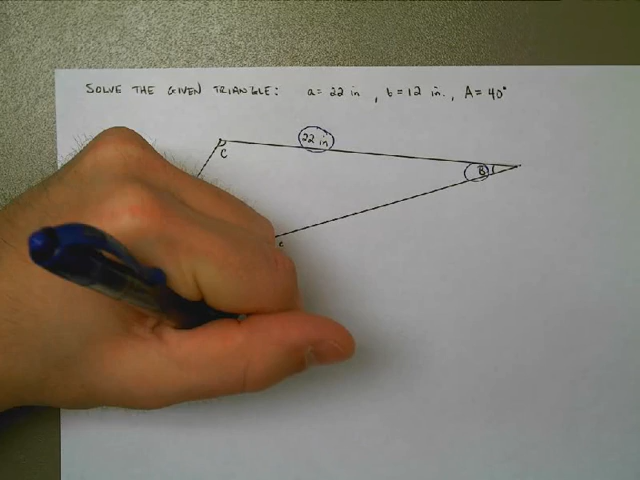 SOLVE THE GIVEN TRIANGLE: a = 22 in , b = 12 in. , A = 40°
22 in
C
B
c